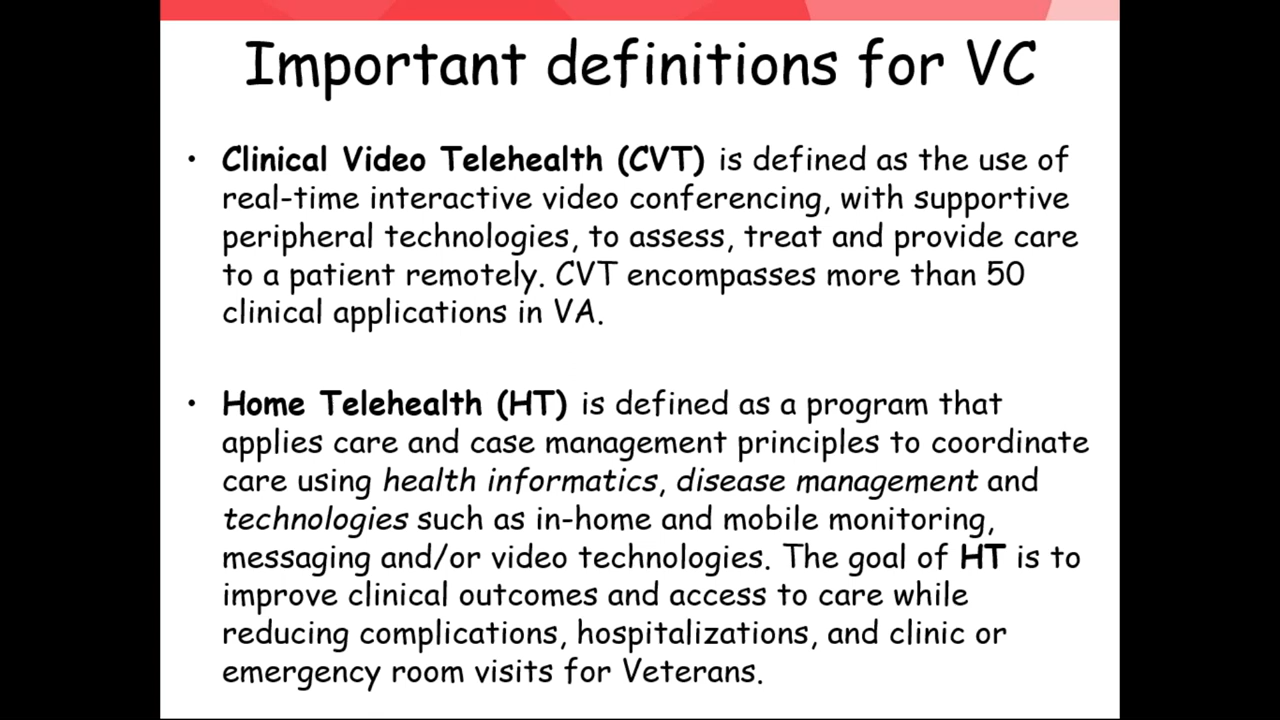 Important definitions for VC
• Clinical Video Telehealth (CVT) is defined as the use of
real-time interactive video conferencing, with supportive
peripheral technologies, to assess, treat and provide care
to a patient remotely. CVT encompasses more than 50
clinical applications in VA.
• Home Telehealth (HT) is defined as a program that
applies care and case management principles to coordinate
care using health informatics, disease management and
technologies such as in-home and mobile monitoring,
messaging and/or video technologies. The goal of HT is to
improve clinical outcomes and access to care while
reducing complications, hospitalizations, and clinic or
emergency room visits for Veterans.